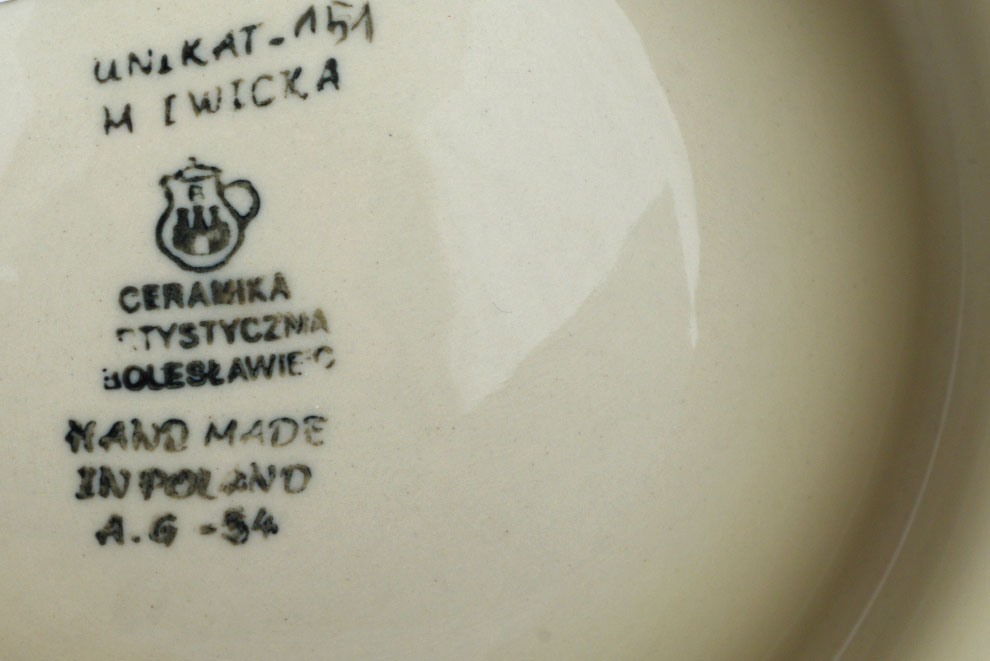 UNIKAT-151
M IWICKA
CERAMIKA
ARTYSTYCZNA
BOLESŁAWIEC
HAND MADE
IN POLAND
A.G -54